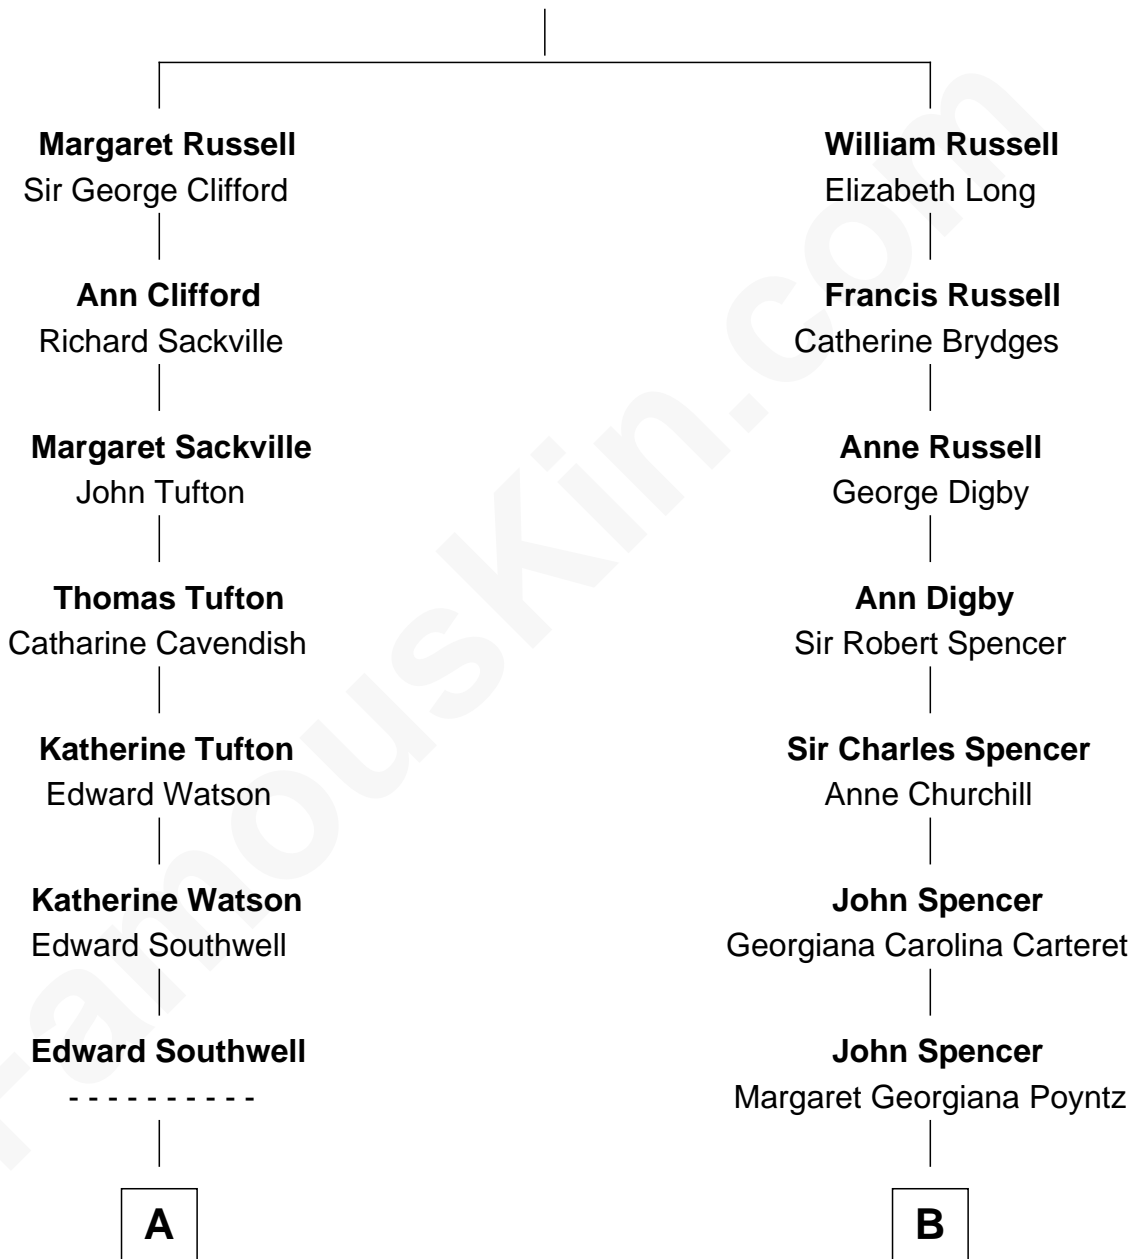 Margaret Russell
Sir George Clifford
William Russell
Elizabeth Long
Ann Clifford
Richard Sackville
Francis Russell
Catherine Brydges
Margaret Sackville
John Tufton
Anne Russell
George Digby
Thomas Tufton
Catharine Cavendish
Ann Digby
Sir Robert Spencer
Katherine Tufton
Edward Watson
Sir Charles Spencer
Anne Churchill
Katherine Watson
Edward Southwell
John Spencer
Georgiana Carolina Carteret
Edward Southwell
- - - - - - - - - -
John Spencer
Margaret Georgiana Poyntz
A
B
FamousKin.com